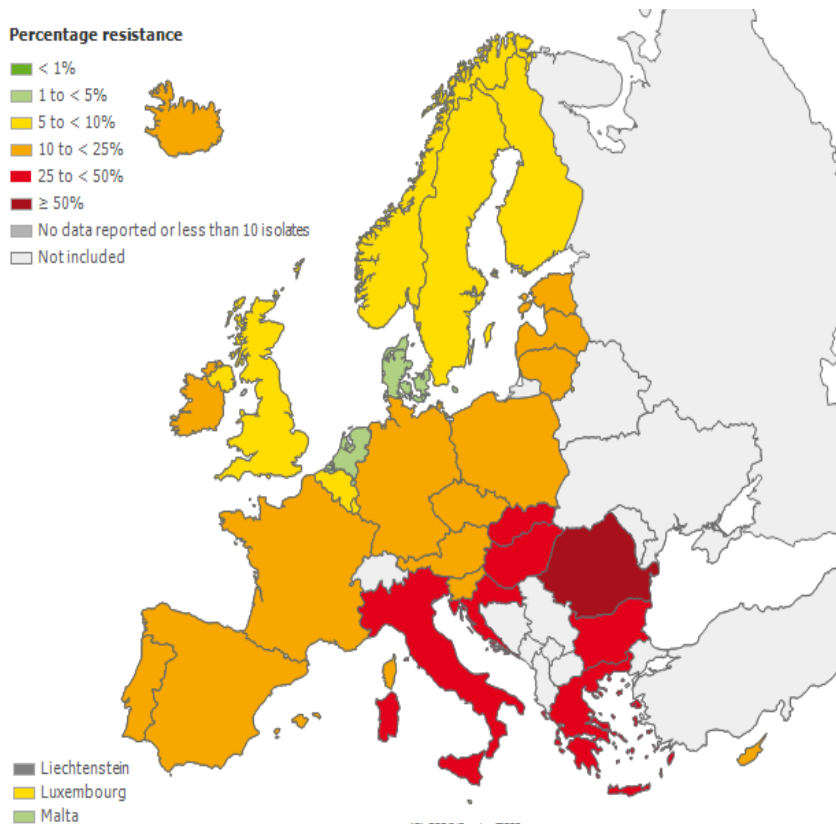 Percentage resistance
< 1%
1 to < 5%
5 to < 10%
10 to < 25%
25 to < 50%
≥ 50%
No data reported or less than 10 isolates
Not included
Liechtenstein
Luxembourg
Malta